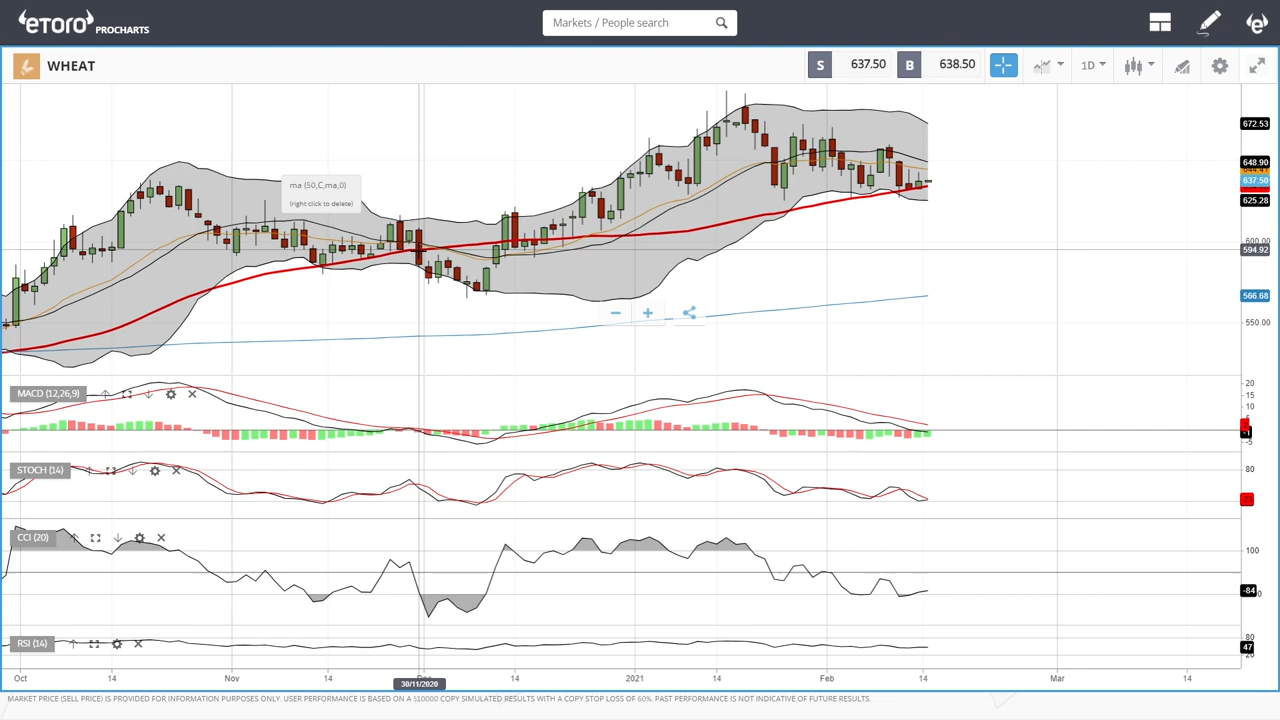 eTORO PROCHARTS
Markets / People search
WHEAT
S 637.50 B 638.50
1D
ma (50,C,ma,0)
(right click to delete)
672.53
648.90
637.50
625.28
600.00
594.92
566.68
550.00
MACD (12,26,9)
20
15
10
-5
STOCH (14)
80
CCI (20)
100
-84
RSI (14)
80
47
Oct 14 Nov 14 30/11/2020 14 2021 14 Feb 14 Mar 14
MARKET PRICE (SELL PRICE) IS PROVIDED FOR INFORMATION PURPOSES ONLY. USER PERFORMANCE IS BASED ON A $10000 COPY SIMULATED RESULTS WITH A COPY STOP LOSS OF 60%. PAST PERFORMANCE IS NOT INDICATIVE OF FUTURE RESULTS.